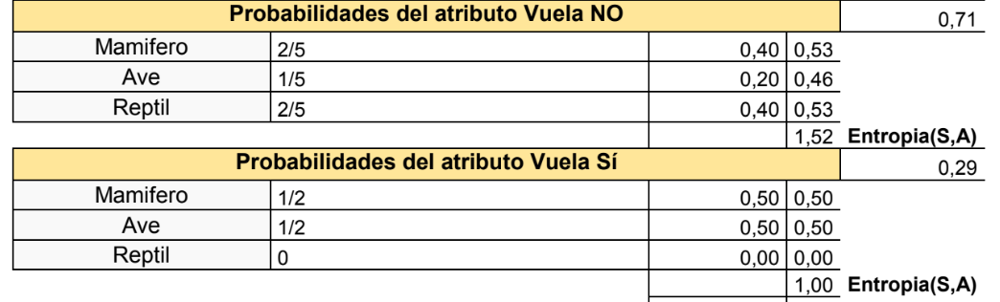 Probabilidades del atributo Vuela NO 0,71
Mamifero 2/5 0,40 0,53
Ave 1/5 0,20 0,46
Reptil 2/5 0,40 0,53
1,52 Entropia(S,A)
Probabilidades del atributo Vuela Sí 0,29
Mamifero 1/2 0,50 0,50
Ave 1/2 0,50 0,50
Reptil 0 0,00 0,00
1,00 Entropia(S,A)